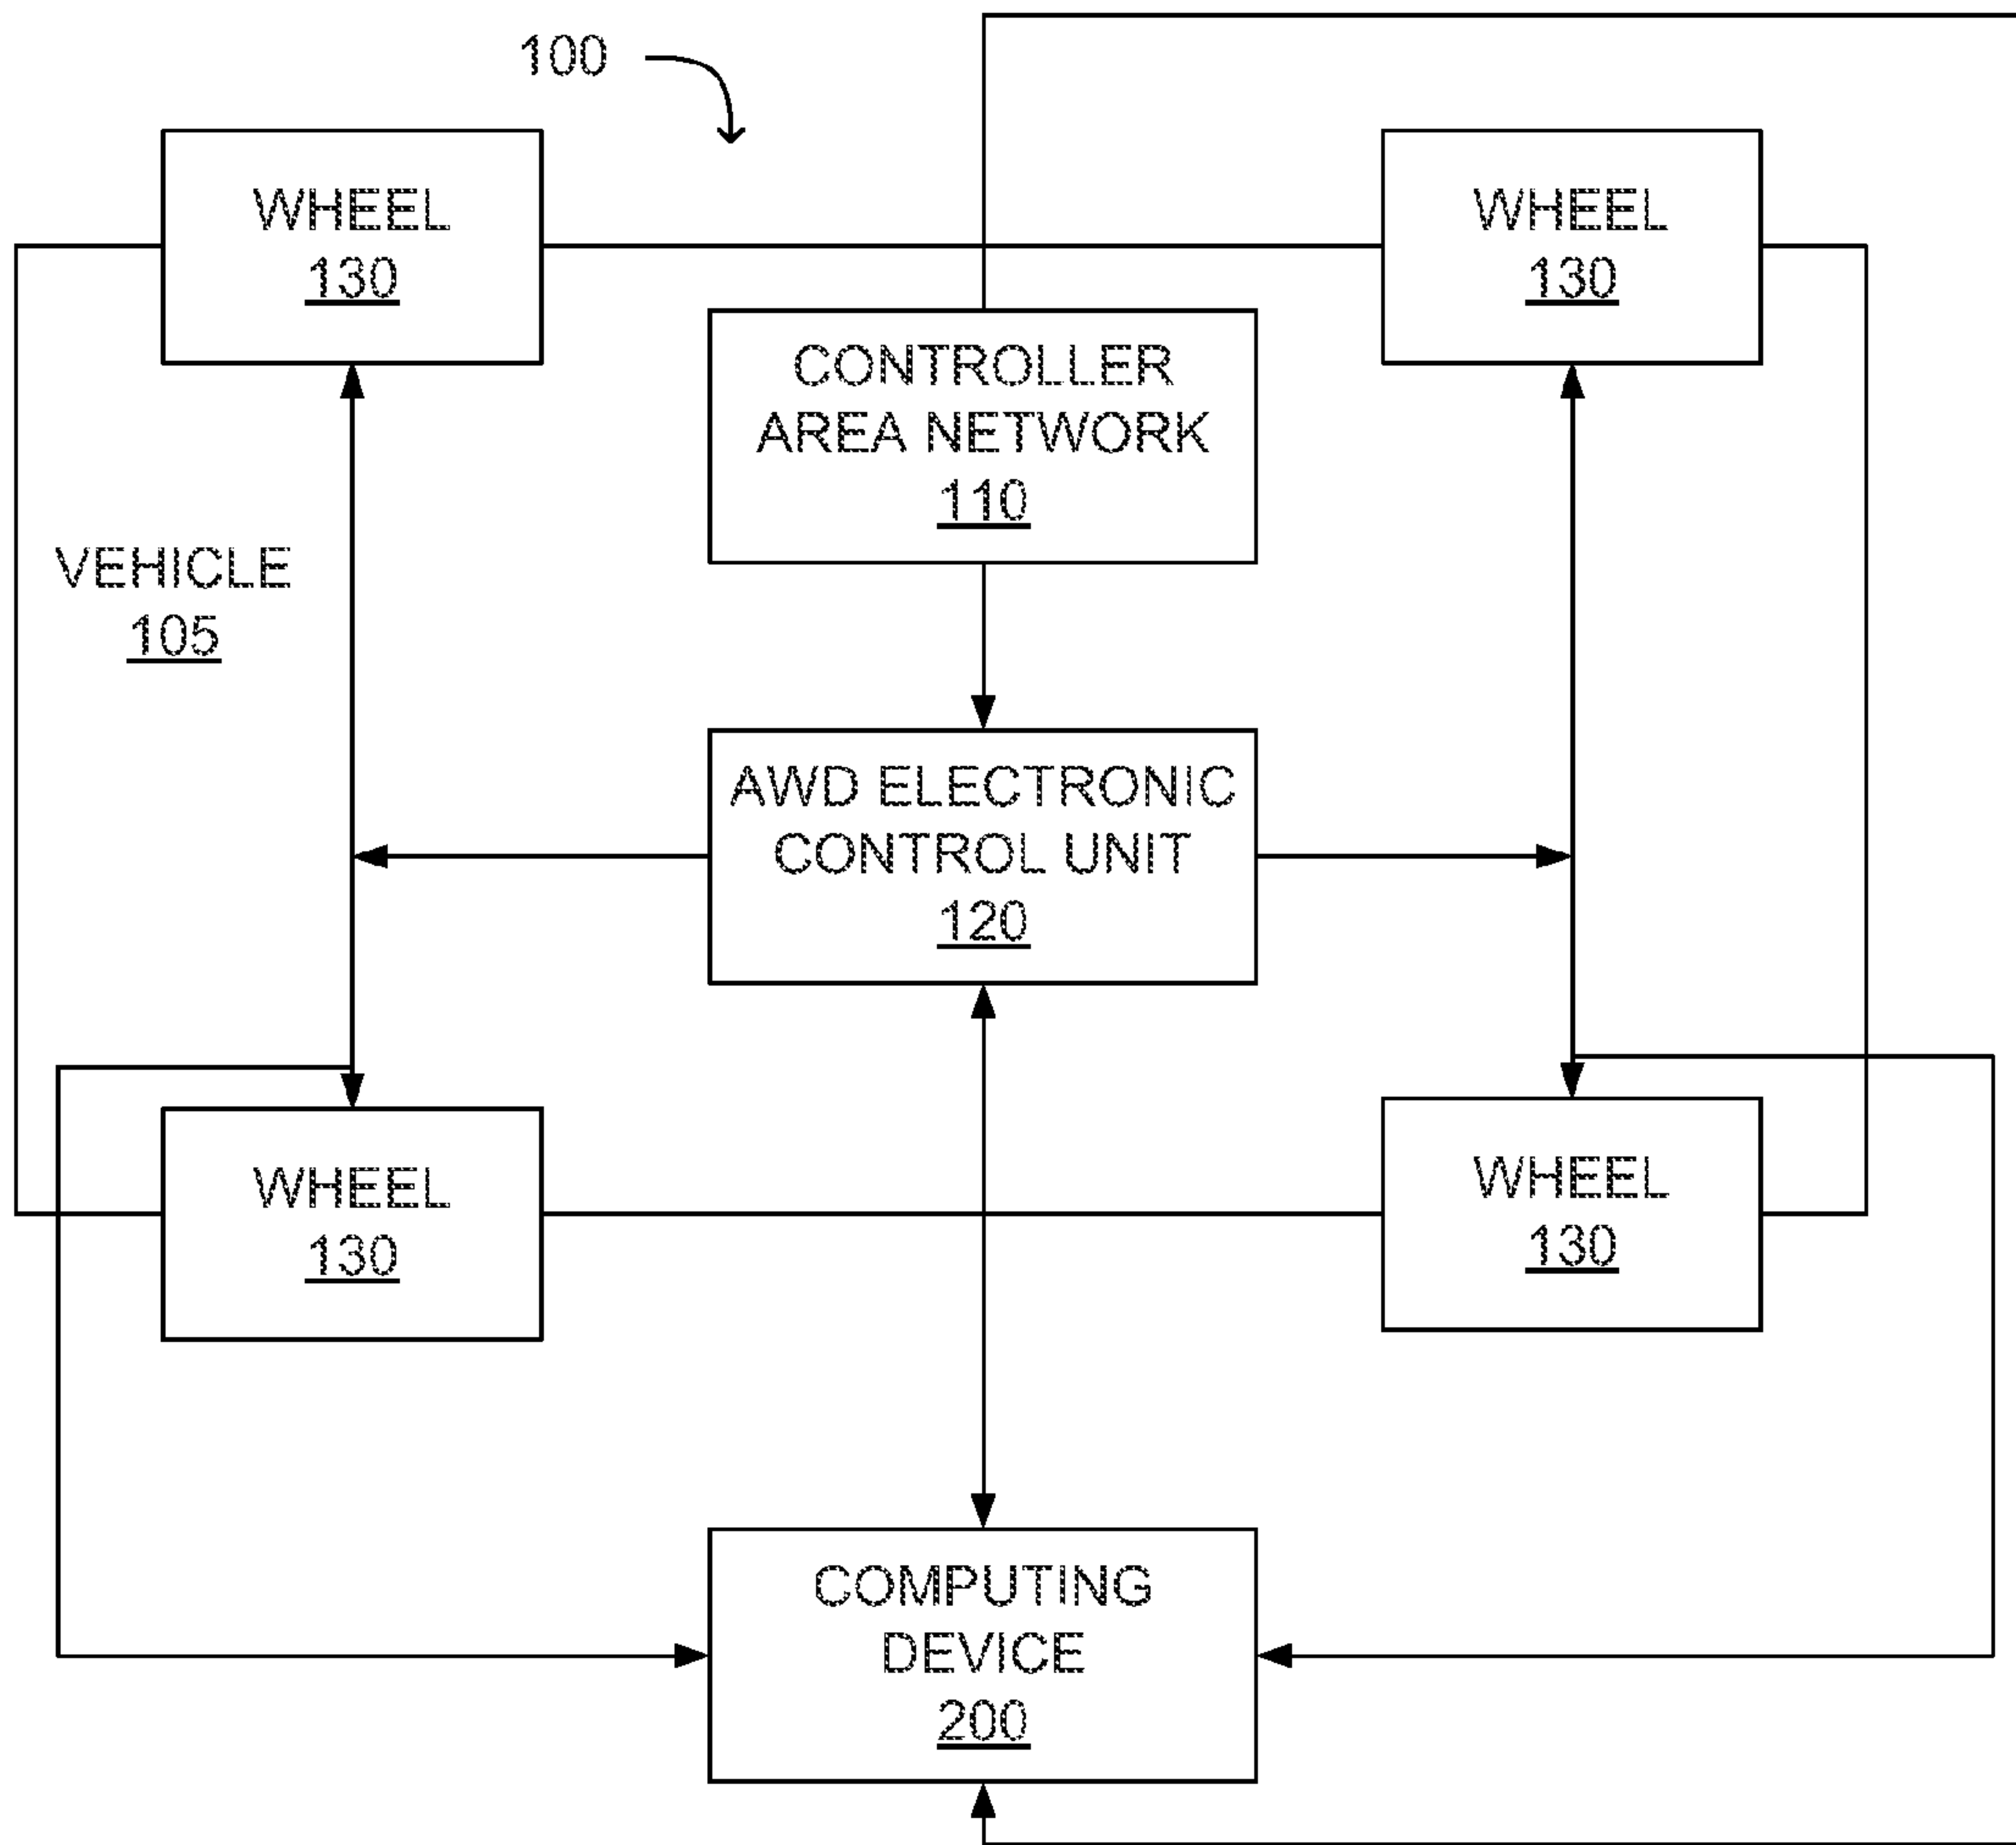 100
WHEEL
130
WHEEL
130
CONTROLLER
AREA NETWORK
110
VEHICLE
105
AWD ELECTRONIC
CONTROL UNIT
120
WHEEL
130
WHEEL
130
COMPUTING
DEVICE
200